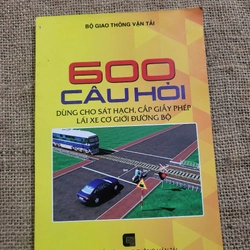 BỘ GIAO THÔNG VẬN TẢI
600
CÂU HỎI
DÙNG CHO SÁT HẠCH, CẤP GIẤY PHÉP
LÁI XE CƠ GIỚI ĐƯỜNG BỘ